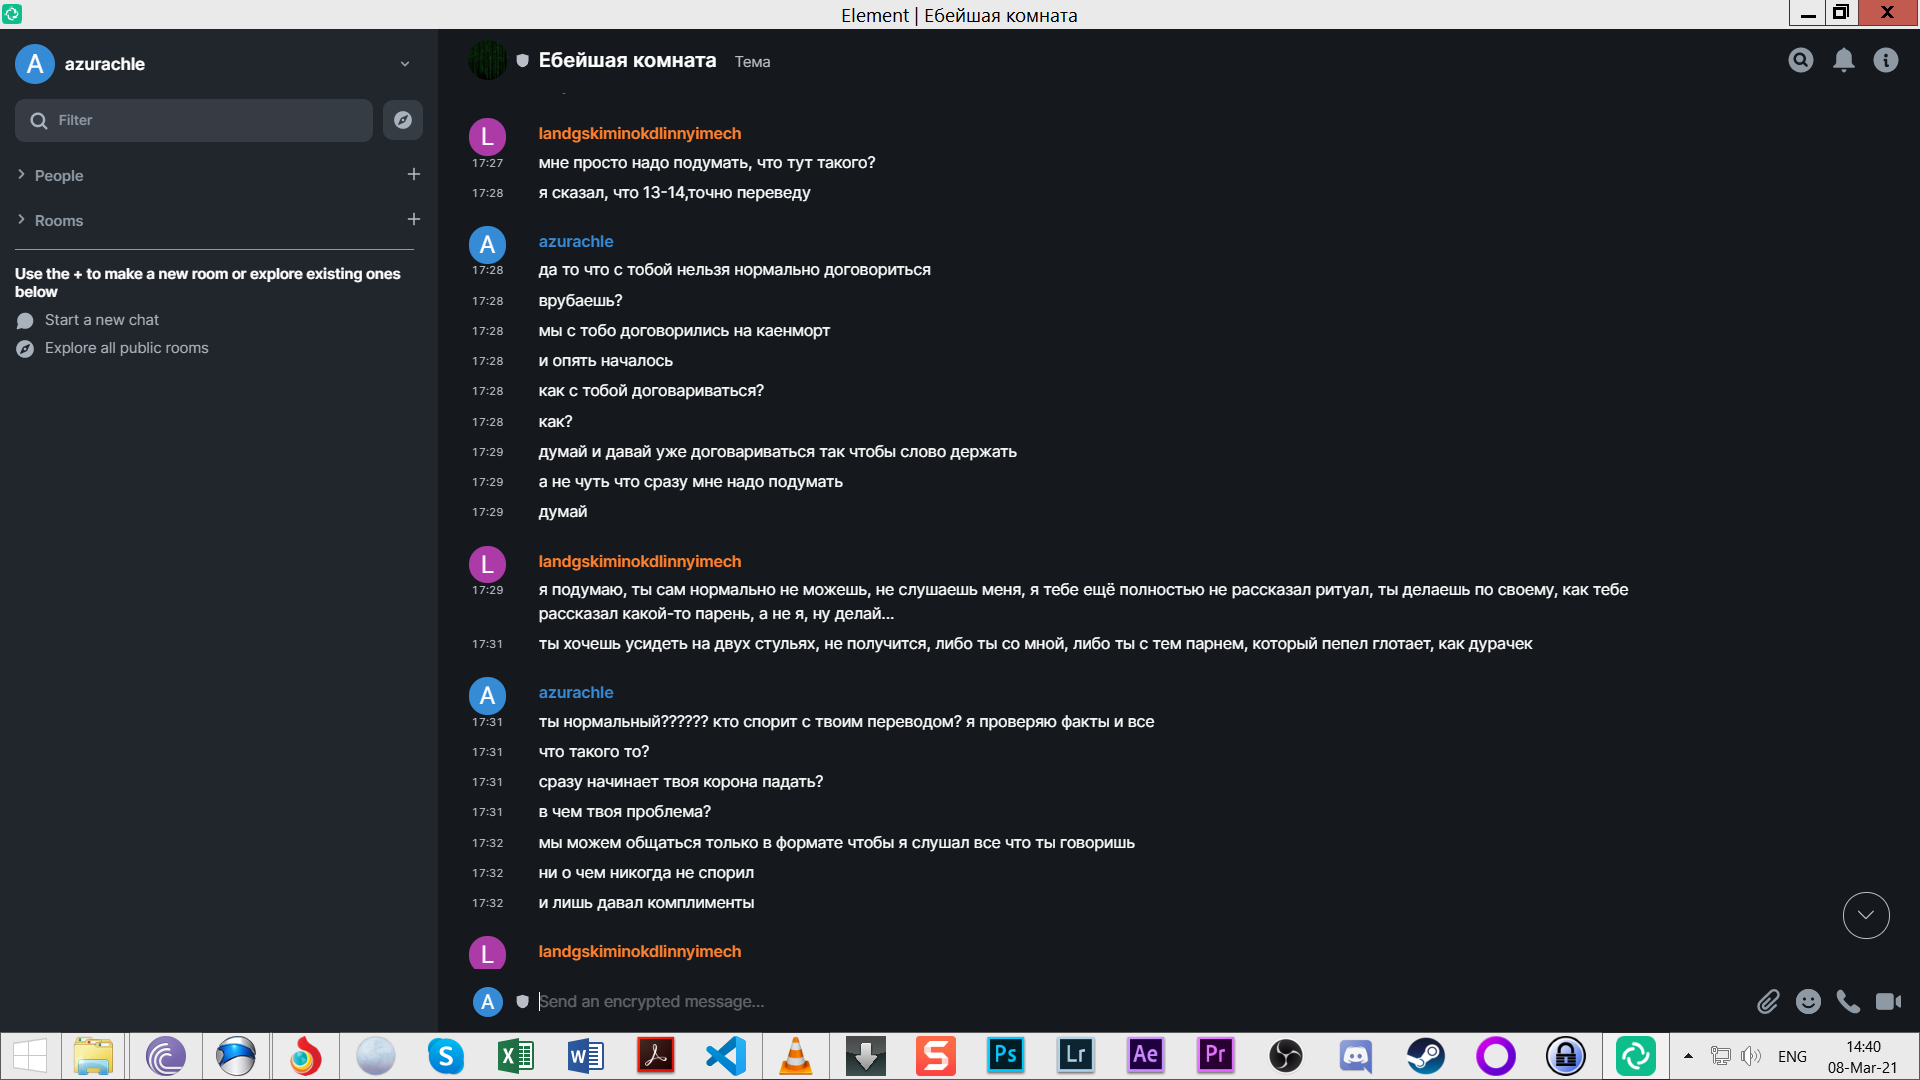 Element | Ебейшая комната
A
azurachle
Filter
People
Rooms
Use the + to make a new room or explore existing ones
below
Start a new chat
Explore all public rooms
Ебейшая комната Тема
L
landgskiminokdlinnyimech
17:27 мне просто надо подумать, что тут такого?
17:28 я сказал, что 13-14,точно переведу
A
azurachle
17:28 да то что с тобой нельзя нормально договориться
17:28 врубаешь?
17:28 мы с тобо договорились на каенморт
17:28 и опять началось
17:28 как с тобой договариваться?
17:28 как?
17:29 думай и давай уже договариваться так чтобы слово держать
17:29 а не чуть что сразу мне надо подумать
17:29 думай
L
landgskiminokdlinnyimech
17:29 я подумаю, ты сам нормально не можешь, не слушаешь меня, я тебе ещё полностью не рассказал ритуал, ты делаешь по своему, как тебе
рассказал какой-то парень, а не я, ну делай...
17:31 ты хочешь усидеть на двух стульях, не получится, либо ты со мной, либо ты с тем парнем, который пепел глотает, как дурачек
A
azurachle
17:31 ты нормальный?????? кто спорит с твоим переводом? я проверяю факты и все
17:31 что такого то?
17:31 сразу начинает твоя корона падать?
17:31 в чем твоя проблема?
17:32 мы можем общаться только в формате чтобы я слушал все что ты говоришь
17:32 ни о чем никогда не спорил
17:32 и лишь давал комплименты
L
landgskiminokdlinnyimech
A
Send an encrypted message...
S
X
W
S
Ps
Lr
Ae
Pr
ENG
14:40
08-Mar-21